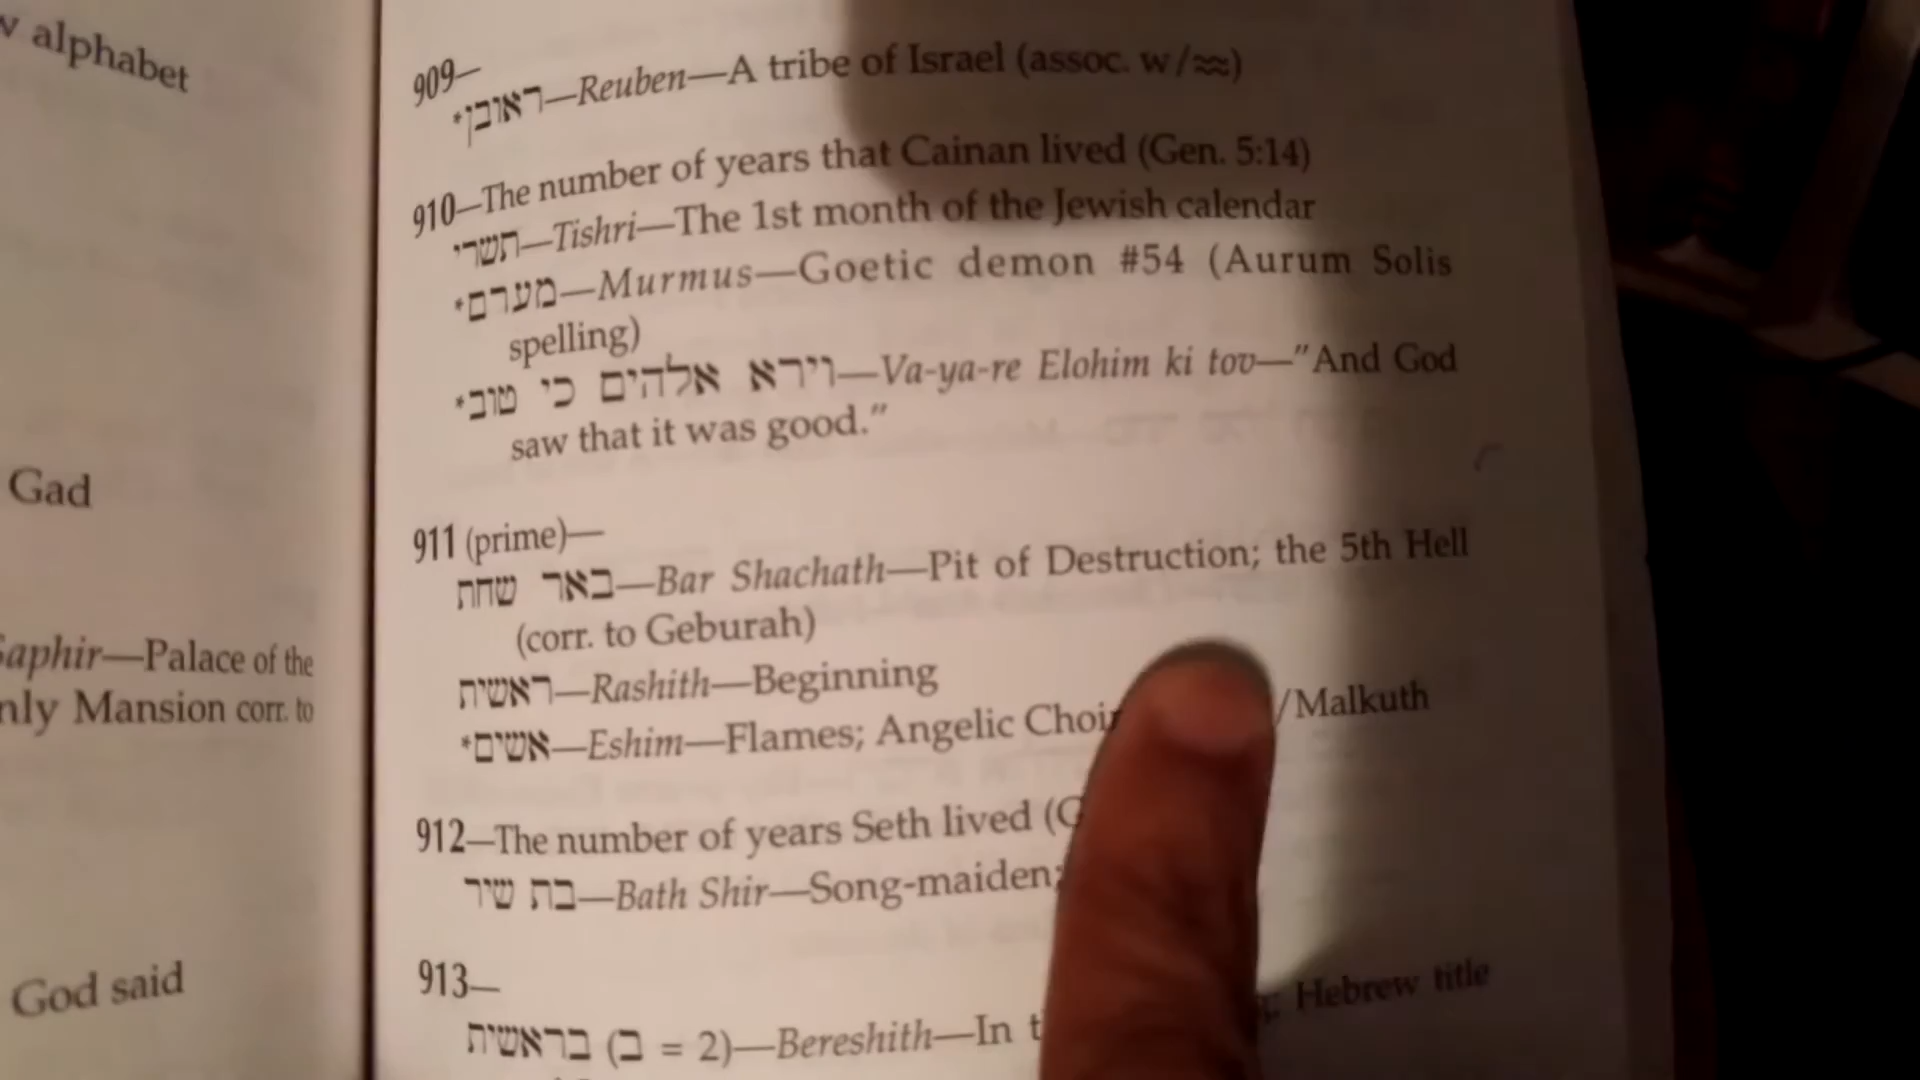 w alphabet
Gad
Saphir—Palace of the
nly Mansion corr. to
God said
909—
*ראובן—Reuben—A tribe of Israel (assoc. w/♒)
910—The number of years that Cainan lived (Gen. 5:14)
תשרי—Tishri—The 1st month of the Jewish calendar
*מערם—Murmus—Goetic demon #54 (Aurum Solis
spelling)
*וירא אלהים כי טוב—Va-ya-re Elohim ki tov—"And God
saw that it was good."
911 (prime)—
באר שחת—Bar Shachath—Pit of Destruction; the 5th Hell
(corr. to Geburah)
ראשית—Rashith—Beginning
*אשים—Eshim—Flames; Angelic Choir /Malkuth
912—The number of years Seth lived (G
בת שיר—Bath Shir—Song-maiden;
913—
בראשית (ב = 2)—Bereshith—In t g; Hebrew title